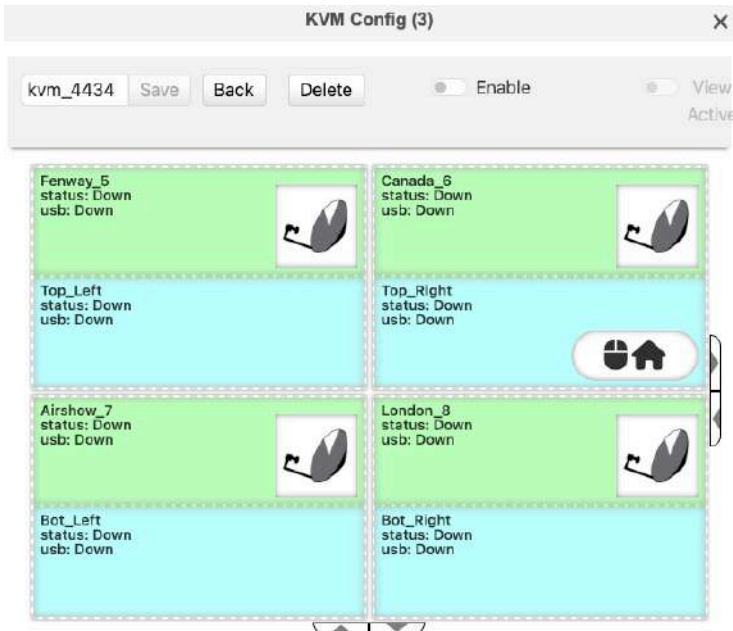 KVM Config (3)
kvm_4434 Save Back Delete Enable View
Active
Fenway_5
status: Down
usb: Down
Canada_6
status: Down
usb: Down
Top_Left
status: Down
usb: Down
Top_Right
status: Down
usb: Down
Airshow_7
status: Down
usb: Down
London_8
status: Down
usb: Down
Bot_Left
status: Down
usb: Down
Bot_Right
status: Down
usb: Down